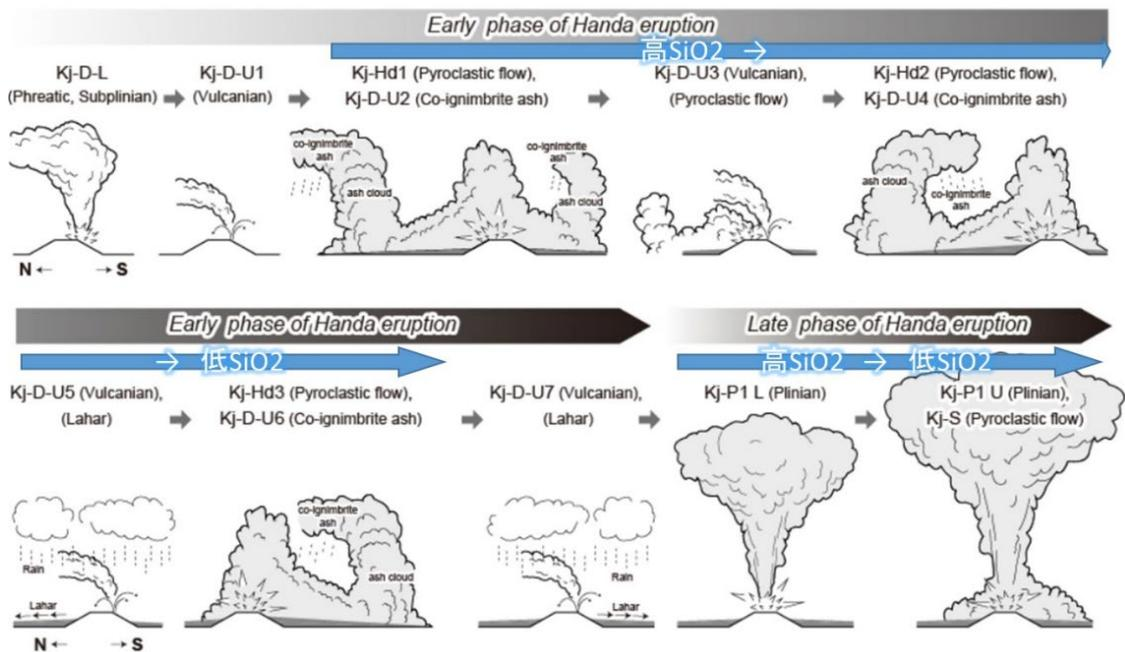 Early phase of Handa eruption
高SiO2 →
Kj-D-L
(Phreatic, Subplinian)
Kj-D-U1
(Vulcanian)
Kj-Hd1 (Pyroclastic flow),
Kj-D-U2 (Co-ignimbrite ash)
Kj-D-U3 (Vulcanian),
(Pyroclastic flow)
Kj-Hd2 (Pyroclastic flow),
Kj-D-U4 (Co-ignimbrite ash)
co-ignimbrite
ash
ash cloud
co-ignimbrite
ash
ash cloud
ash cloud
co-ignimbrite
ash
N ← → S
Early phase of Handa eruption
→ 低SiO2
Late phase of Handa eruption
高SiO2 → 低SiO2
Kj-D-U5 (Vulcanian),
(Lahar)
Kj-Hd3 (Pyroclastic flow),
Kj-D-U6 (Co-ignimbrite ash)
Kj-D-U7 (Vulcanian),
(Lahar)
Kj-P1 L (Plinian)
Kj-P1 U (Plinian),
Kj-S (Pyroclastic flow)
Rain
Lahar
co-ignimbrite
ash
ash cloud
Rain
Lahar
N ← → S